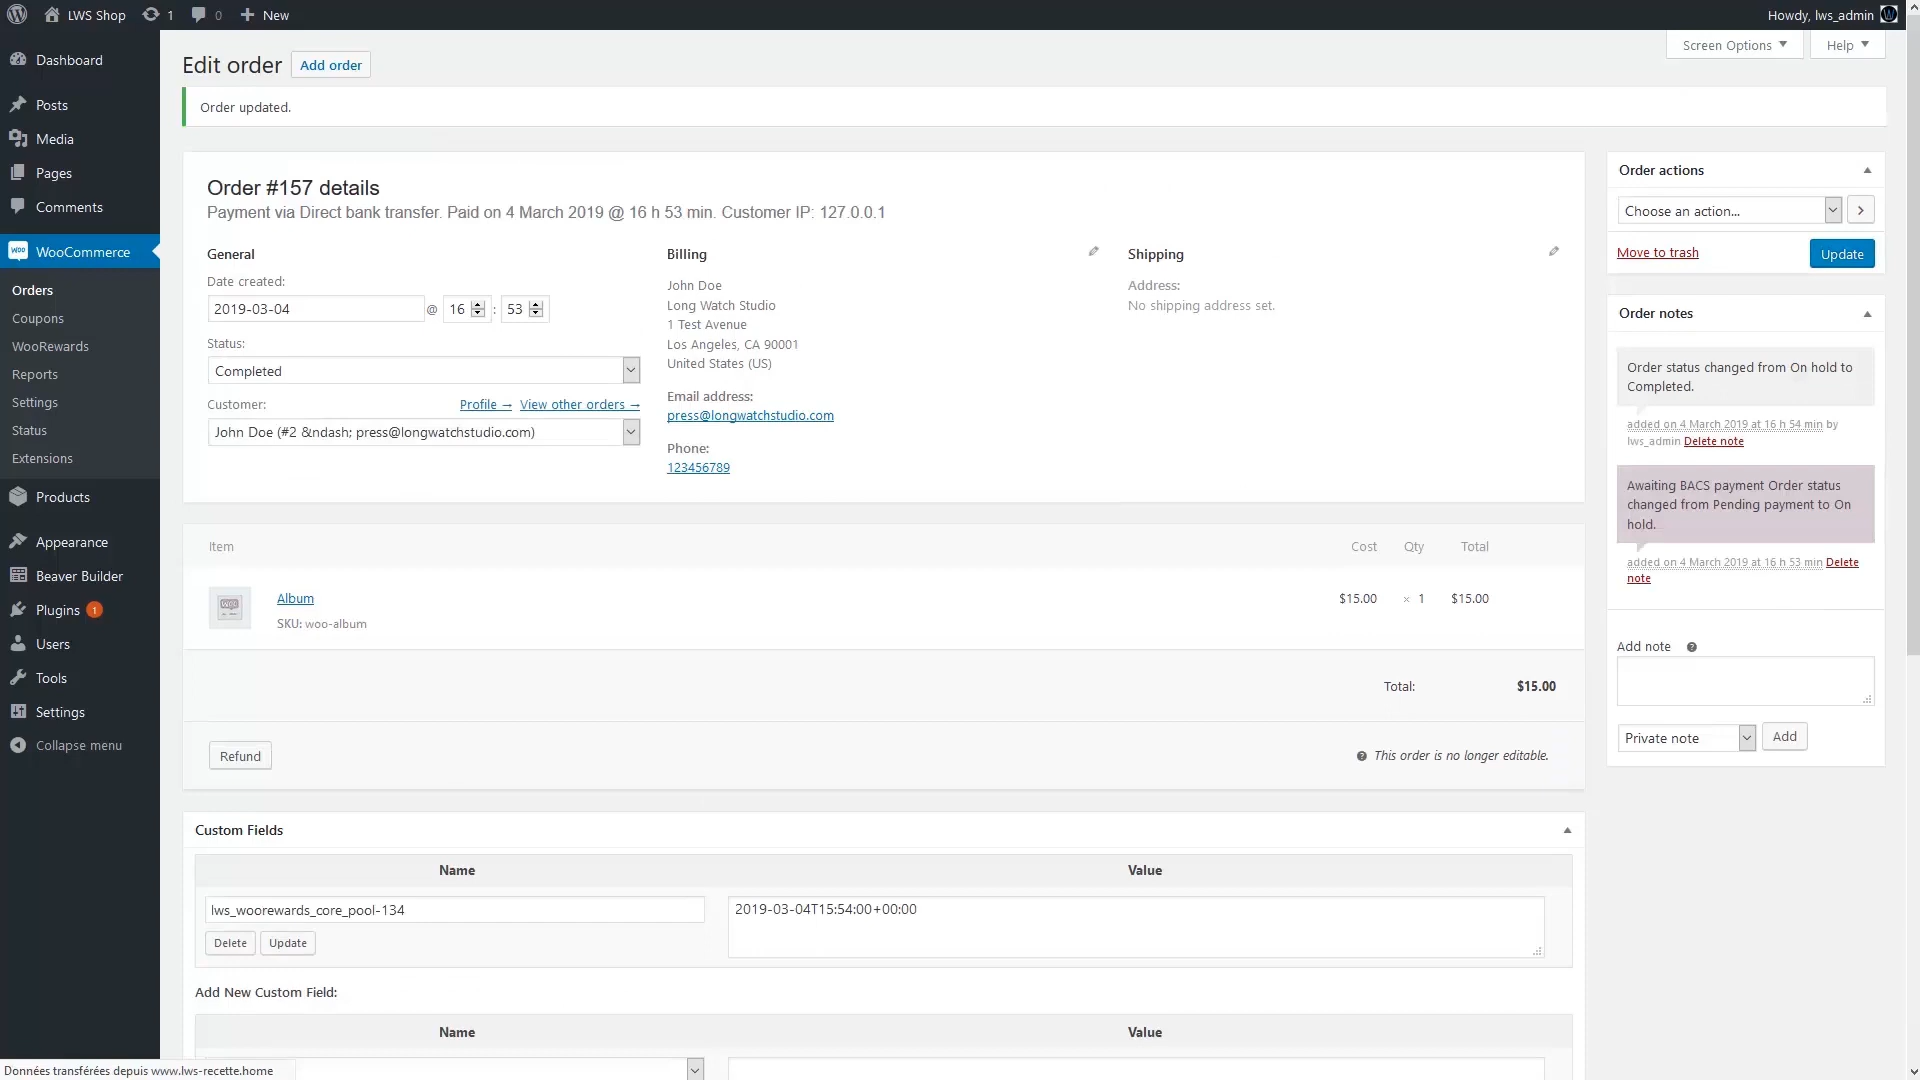 LWS Shop 1 0 New Howdy, lws_admin
Dashboard
Posts
Media
Pages
Comments
WooCommerce
Orders
Coupons
WooRewards
Reports
Settings
Status
Extensions
Products
Appearance
Beaver Builder
Plugins 1
Users
Tools
Settings
Collapse menu
Screen Options Help
Edit order Add order
Order updated.
Order #157 details
Payment via Direct bank transfer. Paid on 4 March 2019 @ 16 h 53 min. Customer IP: 127.0.0.1
General
Date created:
2019-03-04 @ 16 : 53
Status:
Completed
Customer: Profile → View other orders →
John Doe (#2 &ndash; press@longwatchstudio.com)
Billing
John Doe
Long Watch Studio
1 Test Avenue
Los Angeles, CA 90001
United States (US)
Email address:
press@longwatchstudio.com
Phone:
123456789
Shipping
Address:
No shipping address set.
Item Cost Qty Total
Album $15.00 × 1 $15.00
SKU: woo-album
Total: $15.00
Refund This order is no longer editable.
Custom Fields
Name Value
lws_woorewards_core_pool-134 2019-03-04T15:54:00+00:00
Delete Update
Add New Custom Field:
Name Value
Order actions
Choose an action...
Move to trash Update
Order notes
Order status changed from On hold to
Completed.
added on 4 March 2019 at 16 h 54 min by
lws_admin Delete note
Awaiting BACS payment Order status
changed from Pending payment to On
hold.
added on 4 March 2019 at 16 h 53 min Delete
note
Add note
Private note Add
Données transférées depuis www.lws-recette.home